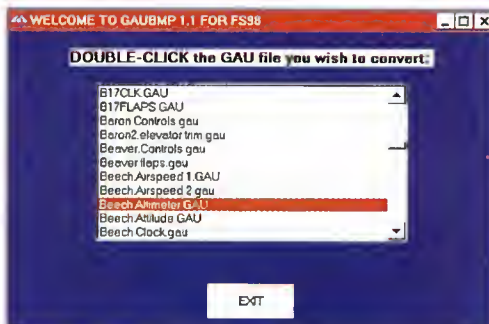 WELCOME TO GAUBMP 1.1 FOR FS98
DOUBLE-CLICK the GAU file you wish to convert:
B17CLK.GAU
B17FLAPS.GAU
Baron.Controls.gau
Baron2.elevator trim.gau
Beaver.Controls.gau
Beaver.flaps.gau
Beech.Airspeed 1.GAU
Beech.Airspeed 2.gau
Beech.Altimeter.GAU
Beech.Attitude.GAU
Beech.Clock.gau
EXIT